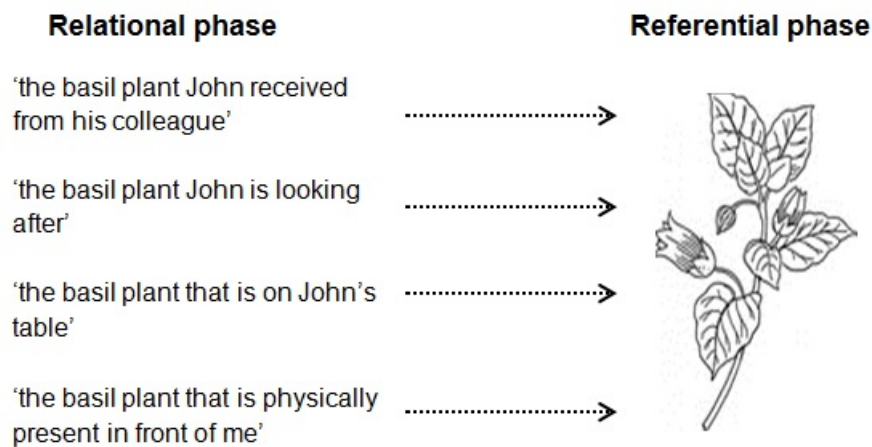 Relational phase Referential phase
‘the basil plant John received
from his colleague’
‘the basil plant John is looking
after’
‘the basil plant that is on John’s
table’
‘the basil plant that is physically
present in front of me’